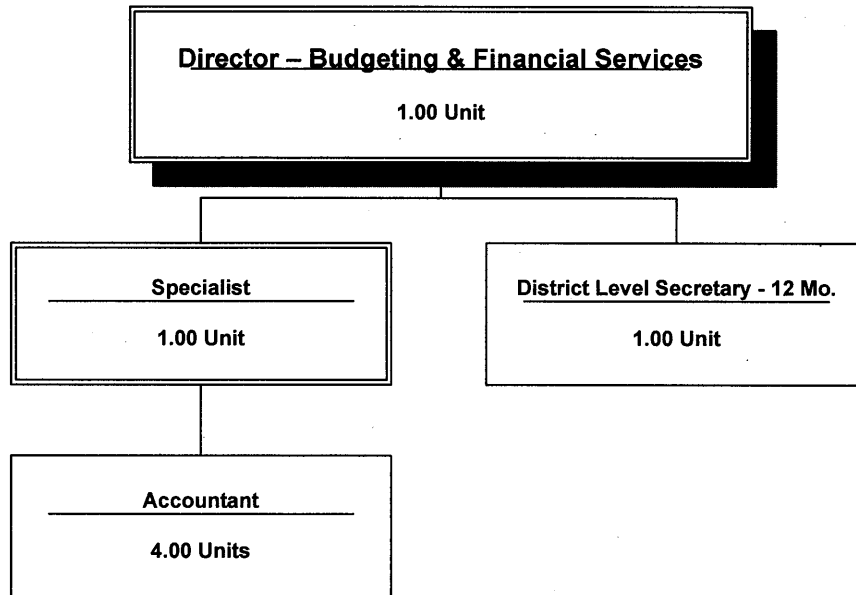 Director – Budgeting & Financial Services
1.00 Unit
Specialist
1.00 Unit
District Level Secretary - 12 Mo.
1.00 Unit
Accountant
4.00 Units